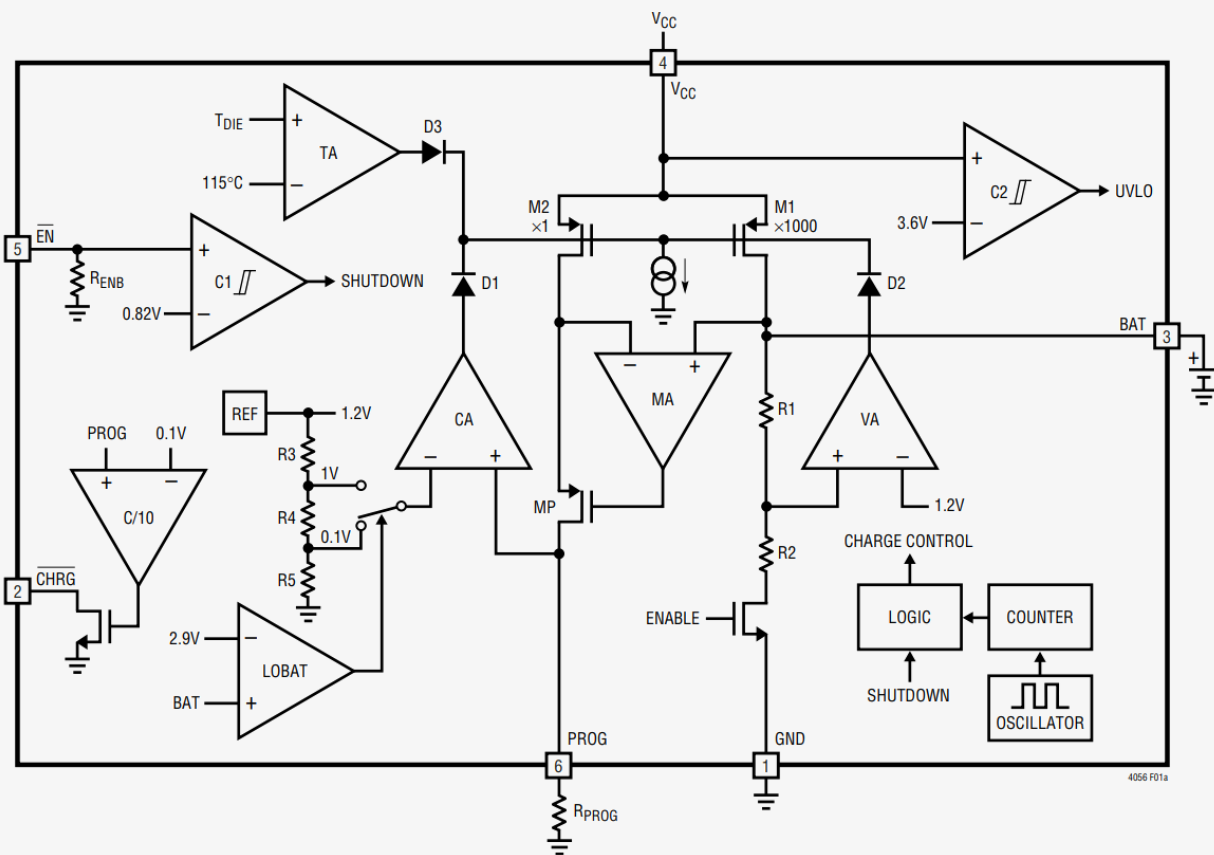 VCC
4
VCC
TDIE
+
TA
115°C
−
D3
M2
×1
M1
×1000
+
C2
3.6V
−
UVLO
5
EN
+
RENB
C1
SHUTDOWN
0.82V
−
D1
D2
BAT
3
+
−
+
MA
REF
1.2V
CA
R1
VA
R3
PROG
0.1V
1V
−
+
+
−
+
−
R4
MP
1.2V
C/10
0.1V
R2
CHARGE CONTROL
R5
2
CHRG
ENABLE
LOGIC
COUNTER
2.9V
−
LOBAT
BAT
+
SHUTDOWN
OSCILLATOR
PROG
GND
6
1
4056 F01a
RPROG